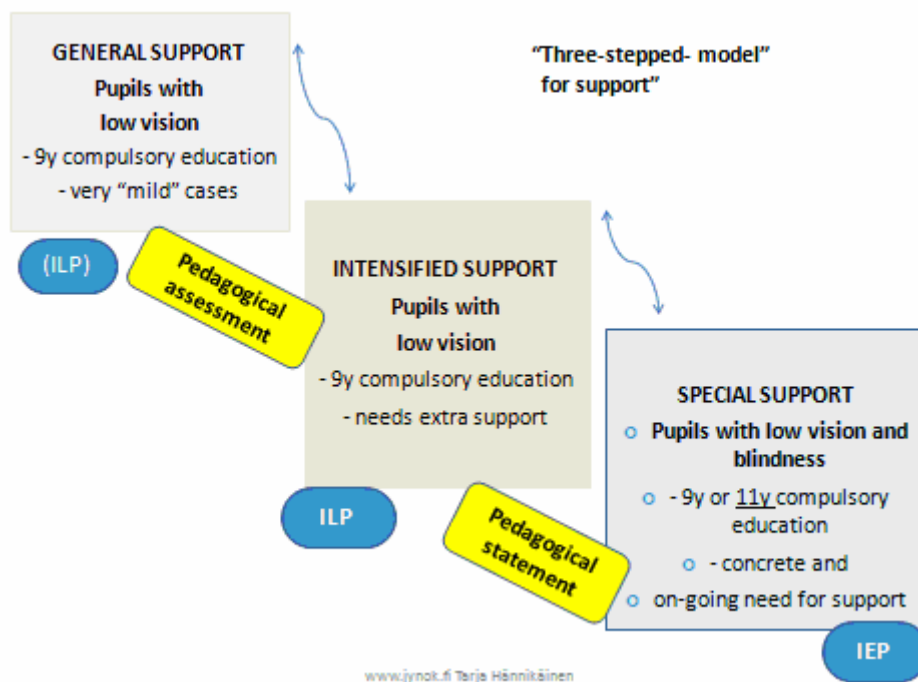 GENERAL SUPPORT
Pupils with
low vision
- 9y compulsory education
- very “mild” cases
(ILP)
“Three-stepped- model”
for support”
Pedagogical
assessment
INTENSIFIED SUPPORT
Pupils with
low vision
- 9y compulsory education
- needs extra support
ILP
Pedagogical
statement
SPECIAL SUPPORT
Pupils with low vision and
blindness
- 9y or 11y compulsory
education
- concrete and
on-going need for support
IEP
www.jynok.fi Tarja Hännikäinen